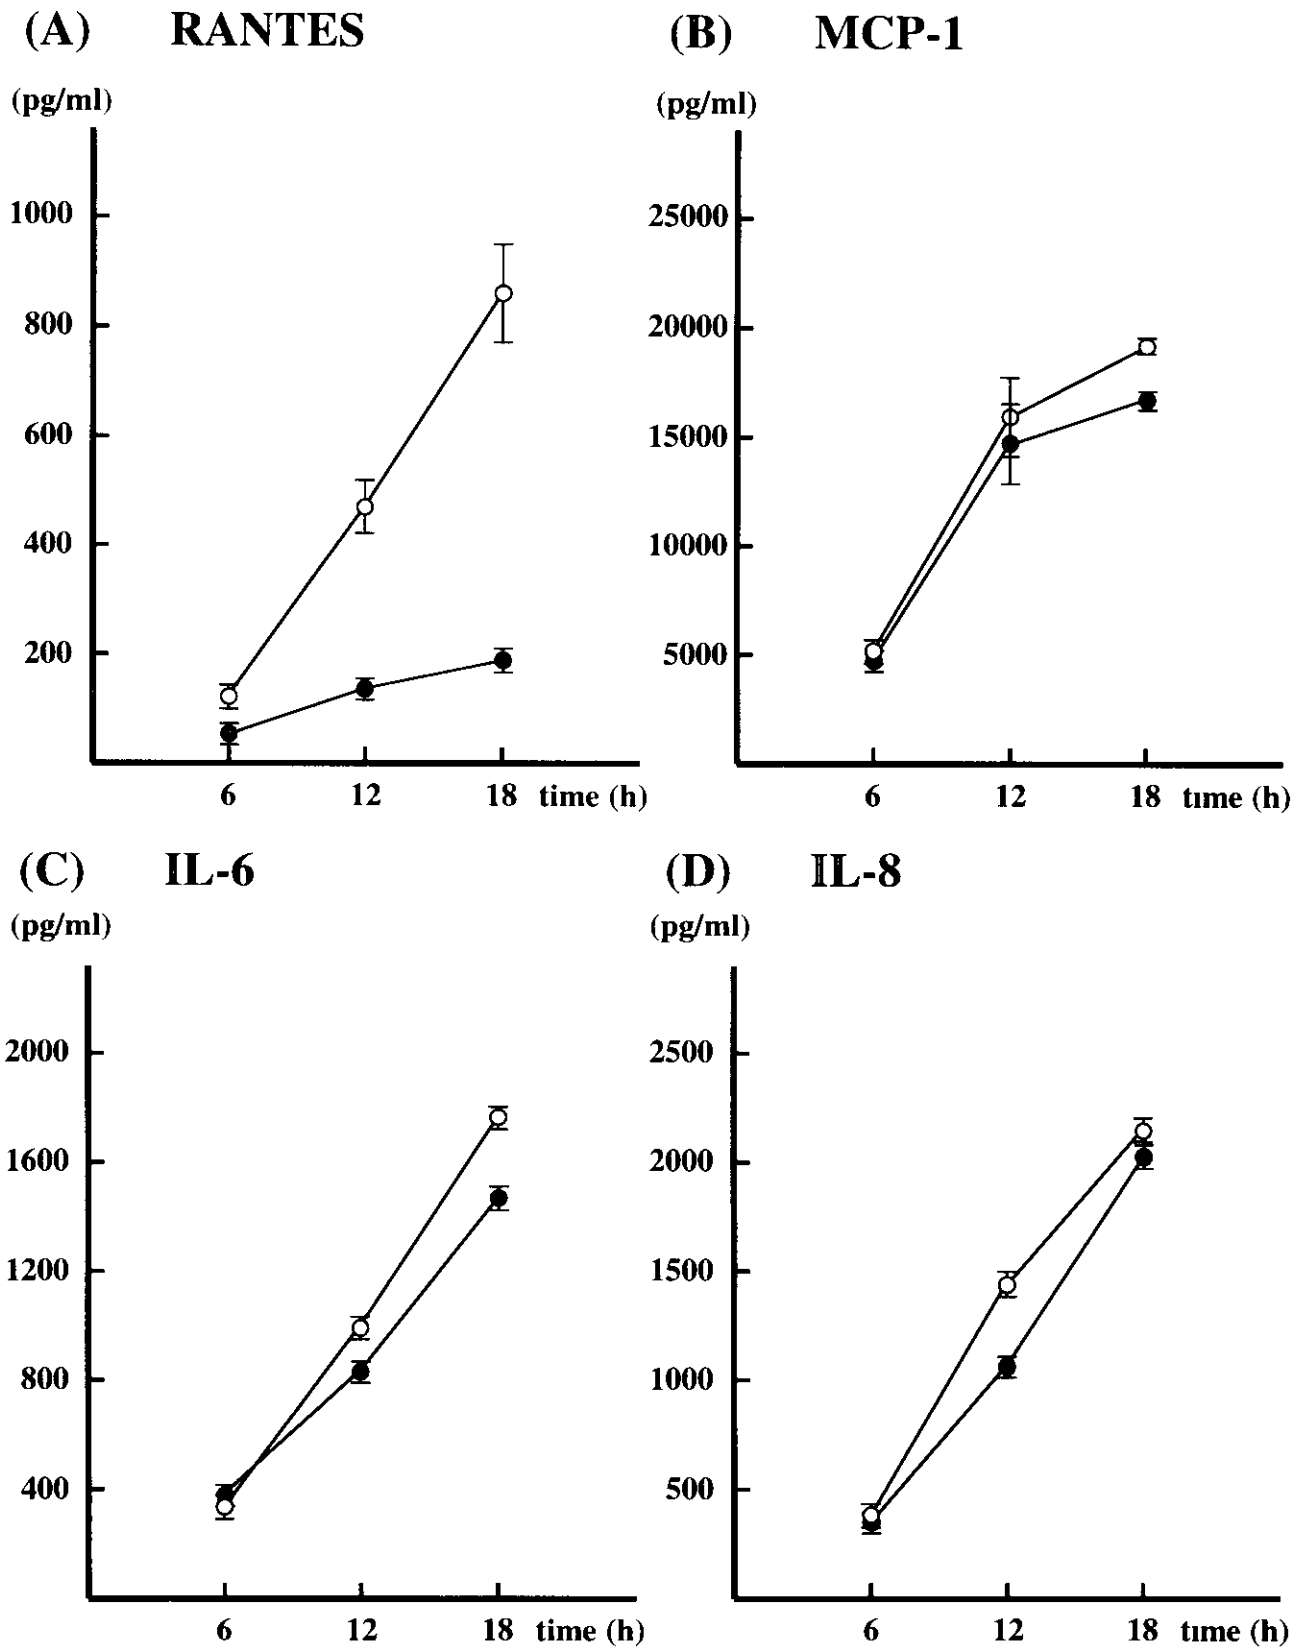 (A) RANTES
(pg/ml)
1000
800
600
400
200
6 12 18 time (h)
(B) MCP-1
(pg/ml)
25000
20000
15000
10000
5000
6 12 18 time (h)
(C) IL-6
(pg/ml)
2000
1600
1200
800
400
6 12 18 time (h)
(D) IL-8
(pg/ml)
2500
2000
1500
1000
500
6 12 18 time (h)